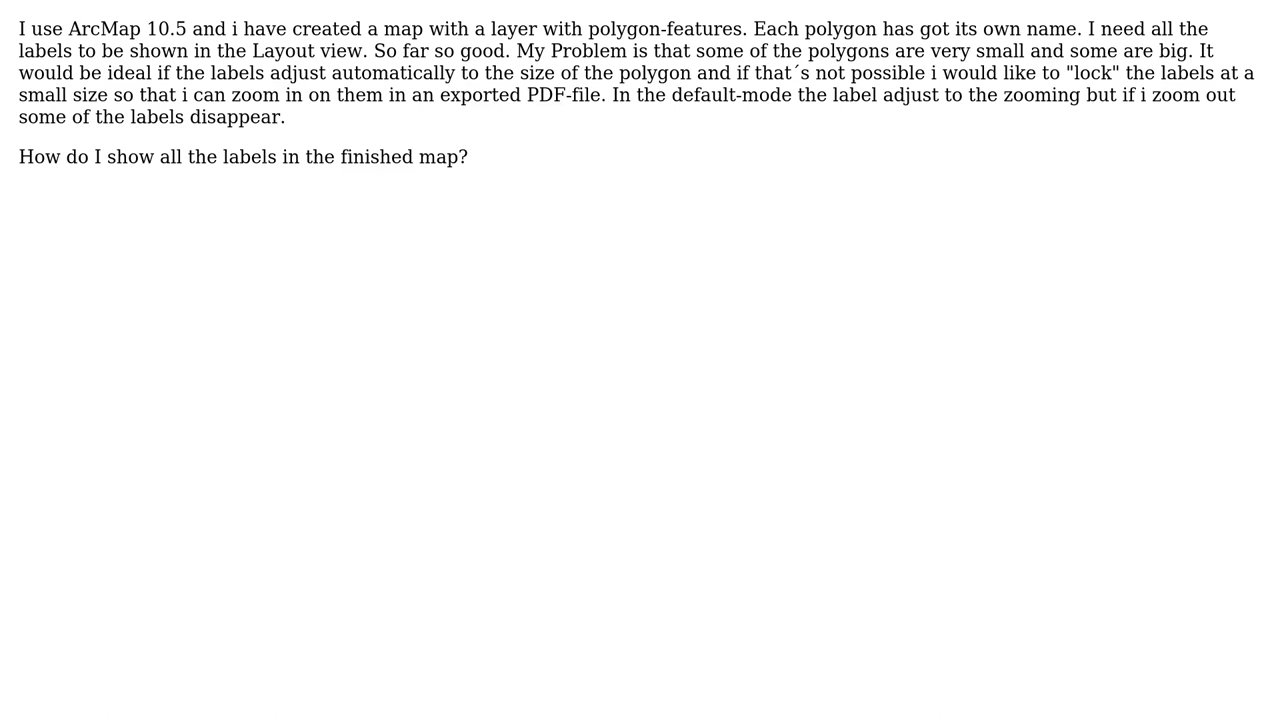 I use ArcMap 10.5 and i have created a map with a layer with polygon-features. Each polygon has got its own name. I need all the
labels to be shown in the Layout view. So far so good. My Problem is that some of the polygons are very small and some are big. It
would be ideal if the labels adjust automatically to the size of the polygon and if that´s not possible i would like to "lock" the labels at a
small size so that i can zoom in on them in an exported PDF-file. In the default-mode the label adjust to the zooming but if i zoom out
some of the labels disappear.
How do I show all the labels in the finished map?